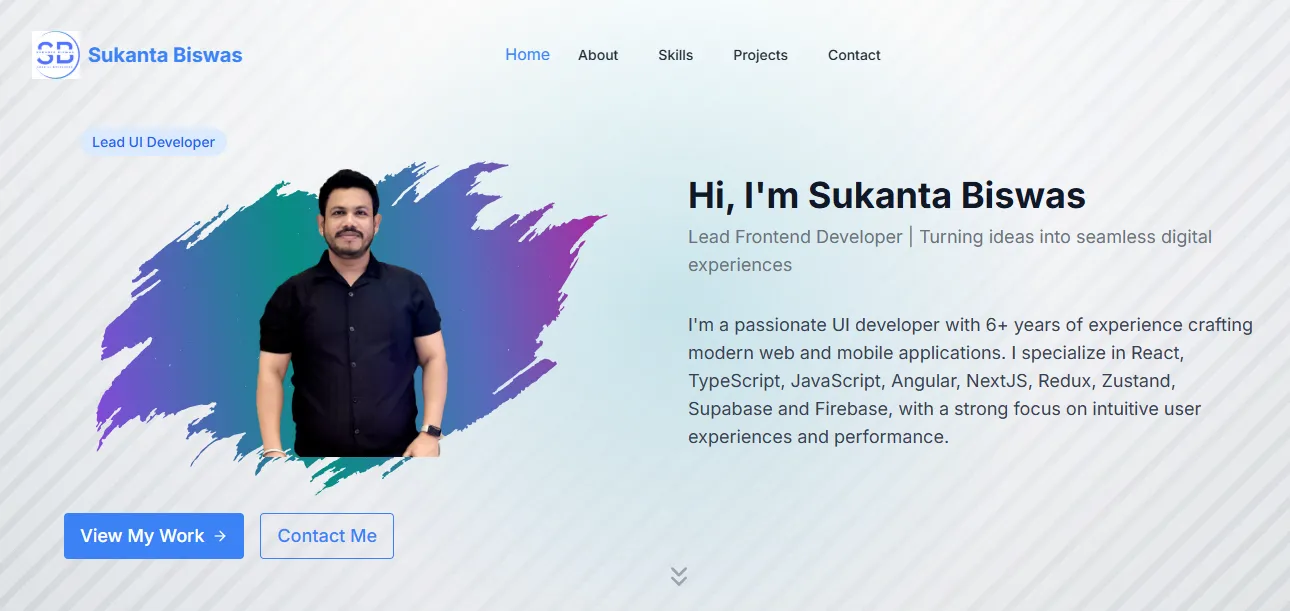 SB
Sukanta Biswas
Home
About
Skills
Projects
Contact
Lead UI Developer
Hi, I'm Sukanta Biswas
Lead Frontend Developer | Turning ideas into seamless digital
experiences
I'm a passionate UI developer with 6+ years of experience crafting
modern web and mobile applications. I specialize in React,
TypeScript, JavaScript, Angular, NextJS, Redux, Zustand,
Supabase and Firebase, with a strong focus on intuitive user
experiences and performance.
View My Work →
Contact Me